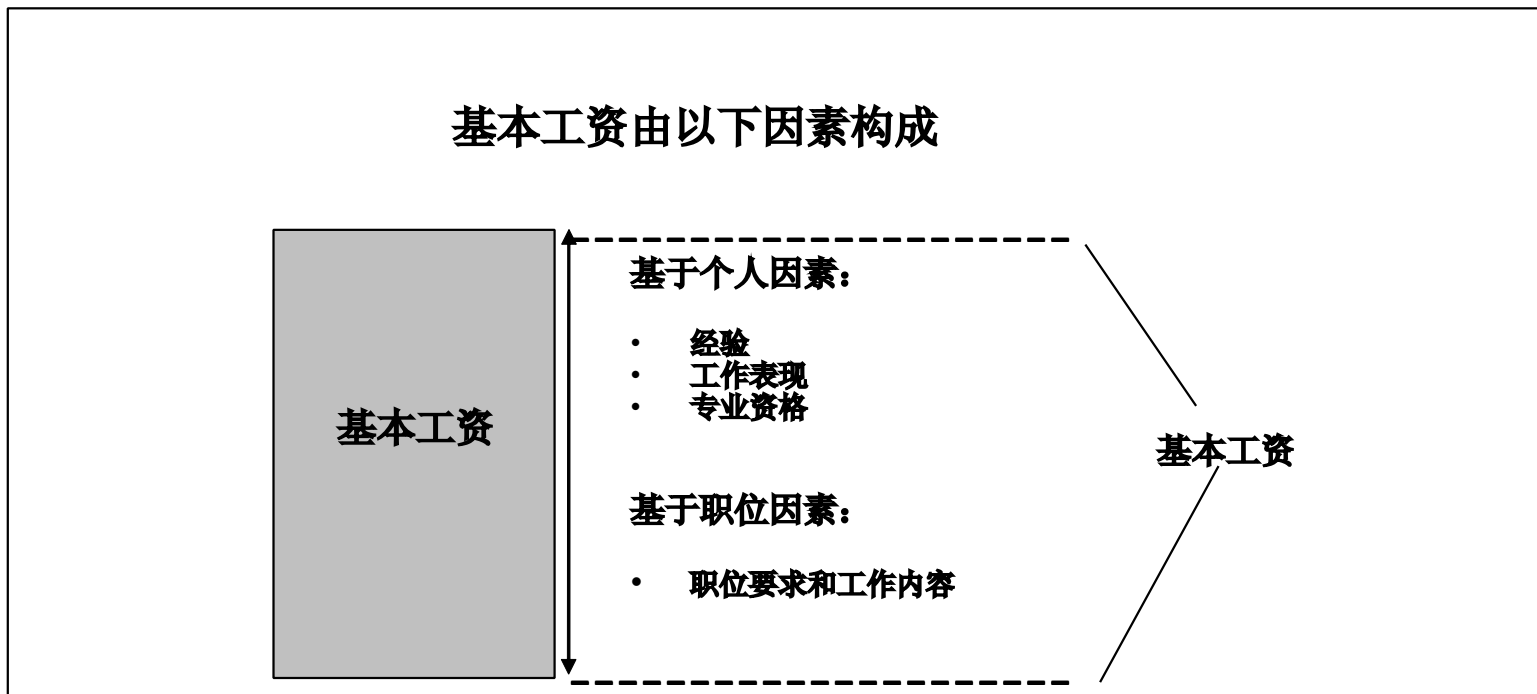 基本工资由以下因素构成
基本工资
基于个人因素：
· 经验
· 工作表现
· 专业资格
基于职位因素：
· 职位要求和工作内容
基本工资